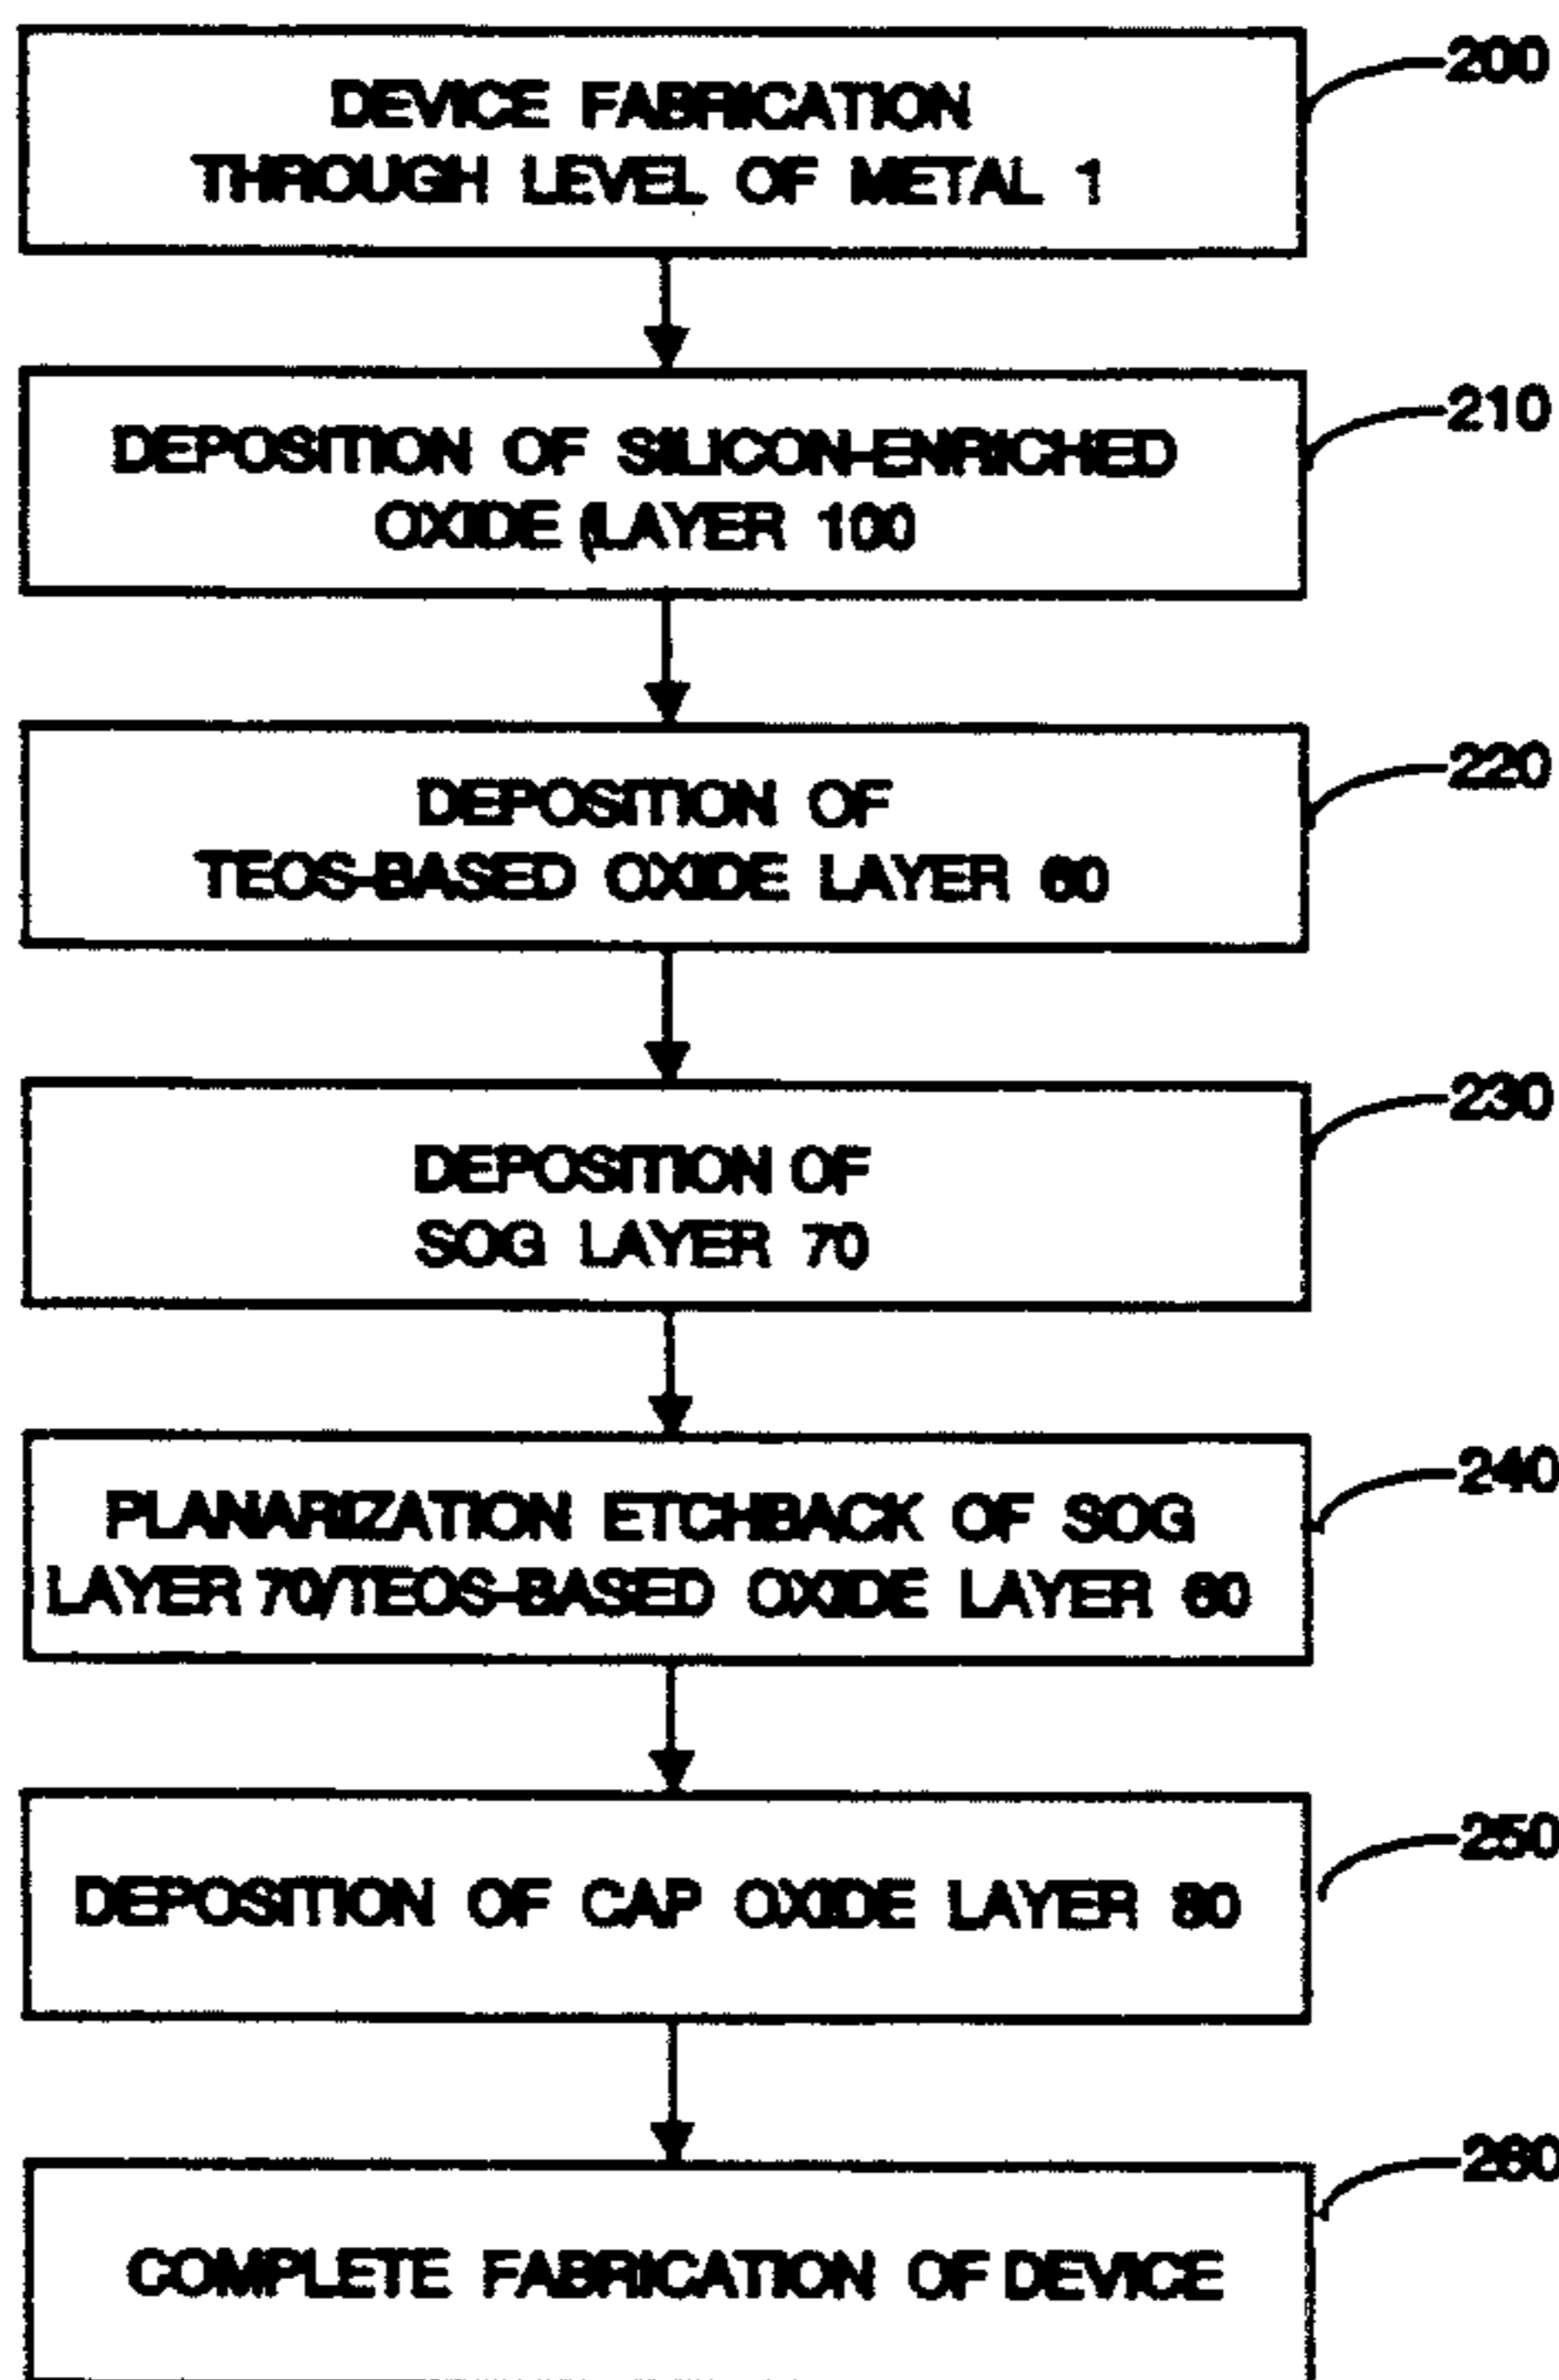 DEVICE FABRICATION
THROUGH LEVEL OF METAL 1
200
DEPOSITION OF SILICON-ENRICHED
OXIDE (LAYER 100
210
DEPOSITION OF
TEOS-BASED OXIDE LAYER 60
220
DEPOSITION OF
SOG LAYER 70
230
PLANARIZATION ETCHBACK OF SOG
LAYER 70/TEOS-BASED OXIDE LAYER 60
240
DEPOSITION OF CAP OXIDE LAYER 80
250
COMPLETE FABRICATION OF DEVICE
260